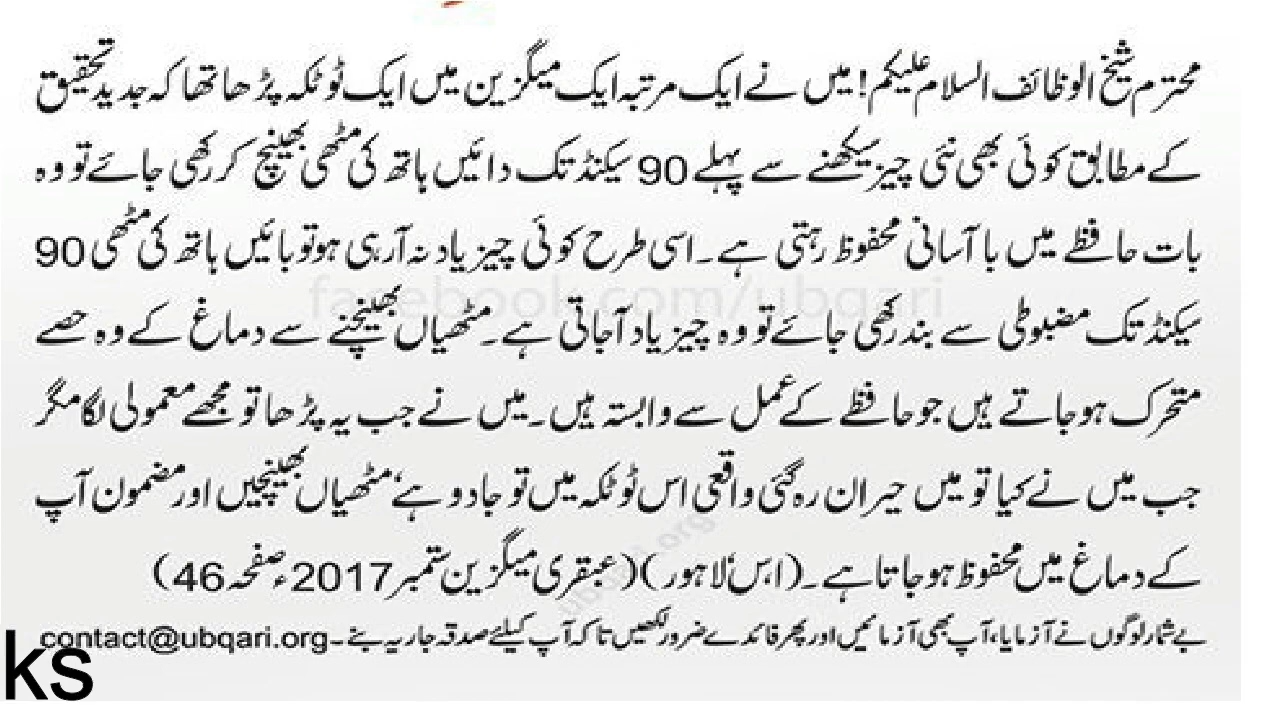 محترم شیخ الوظائف السلام علیکم! میں نے ایک مرتبہ ایک میگزین میں ایک ٹوٹکہ پڑھا تھا کہ جدید تحقیق
کے مطابق کوئی بھی نئی چیز سیکھنے سے پہلے 90 سیکنڈ تک دائیں ہاتھ کی مٹھی بھینچ کر رکھی جائے تو وہ
بات حافظے میں با آسانی محفوظ رہتی ہے۔ اسی طرح کوئی چیز یاد نہ آرہی ہو تو بائیں ہاتھ کی مٹھی 90
facebook.com/ubqari
سیکنڈ تک مضبوطی سے بند رکھی جائے تو وہ چیز یاد آجاتی ہے۔ مٹھیاں بھینچنے سے دماغ کے وہ حصے
متحرک ہوجاتے ہیں جو حافظے کے عمل سے وابستہ ہیں۔ میں نے جب یہ پڑھا تو مجھے معمولی لگا مگر
جب میں نے کیا تو میں حیران رہ گئی واقعی اس ٹوٹکہ میں تو جادو ہے، مٹھیاں بھینچیں اور مضمون آپ
کے دماغ میں محفوظ ہوجاتا ہے۔ (ا،س، لاہور) (عبقری میگزین ستمبر 2017ء صفحہ 46)
ubqari.org
بے شمار لوگوں نے آزمایا، آپ بھی آزمائیں اور پھر فائدے ضرور لکھیں تاکہ آپ کیلئے صدقہ جاریہ بنے۔ contact@ubqari.org
ks